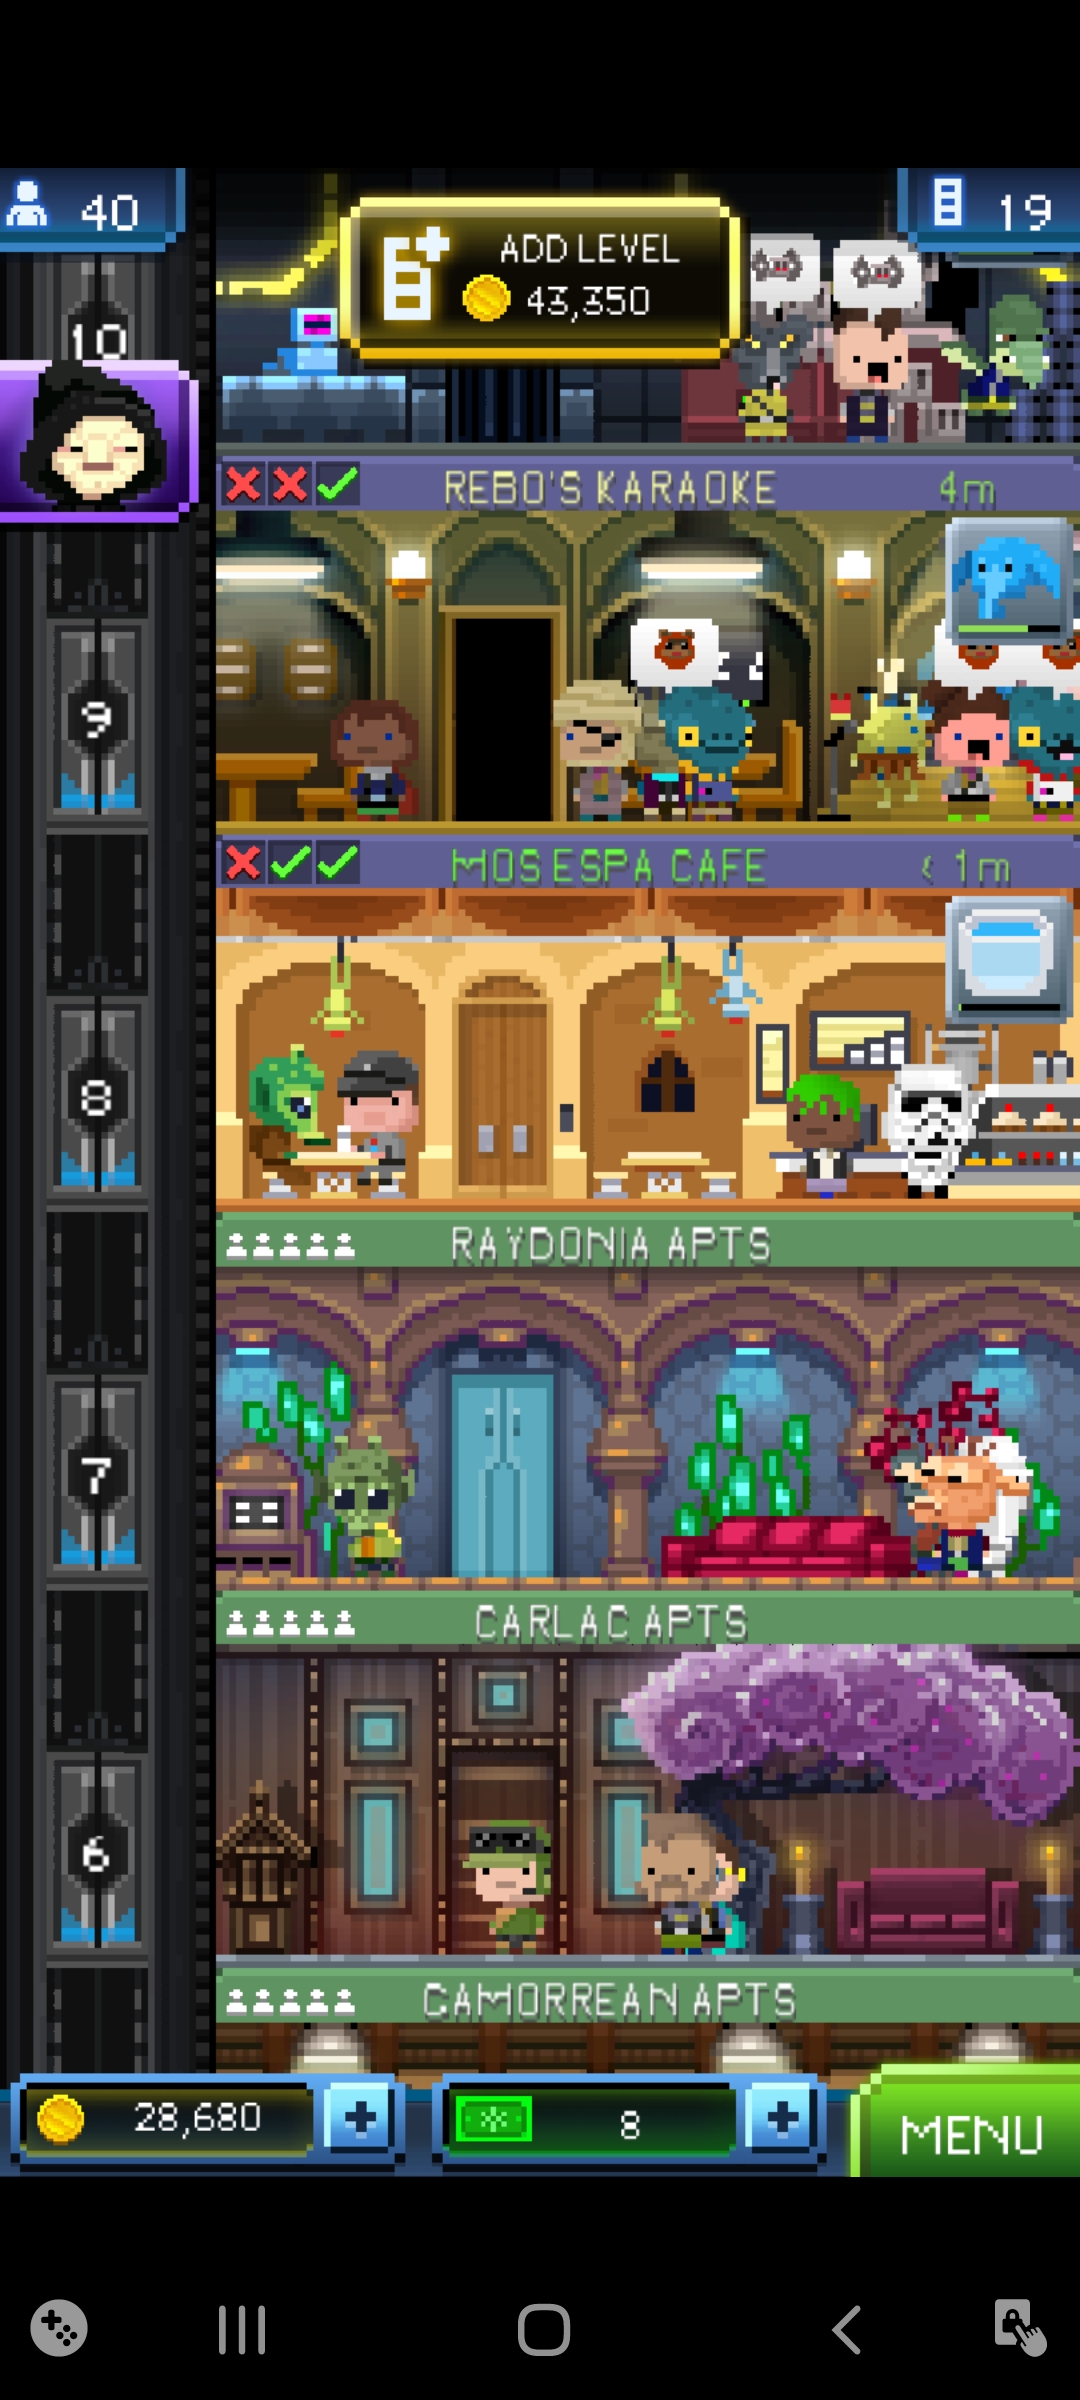 40
ADD LEVEL
43,350
19
10
REBO'S KARAOKE
4m
9
MOS ESPA CAFE
< 1m
8
RAYDONIA APTS
7
CARLAC APTS
6
CAMORREAN APTS
28,680
8
MENU